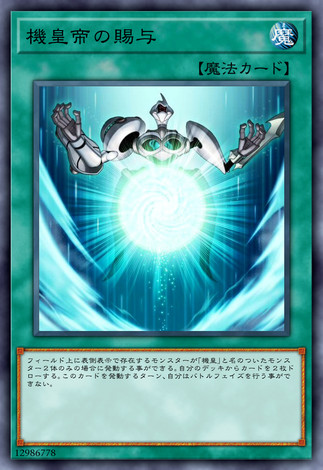 機皇帝の賜与
魔
【魔法カード】
フィールド上に表側表示で存在するモンスターが「機皇」と名のついたモンス
ター２体のみの場合に発動する事ができる。自分のデッキからカードを２枚ド
ローする。このカードを発動するターン、自分はバトルフェイズを行う事がで
きない。
12986778